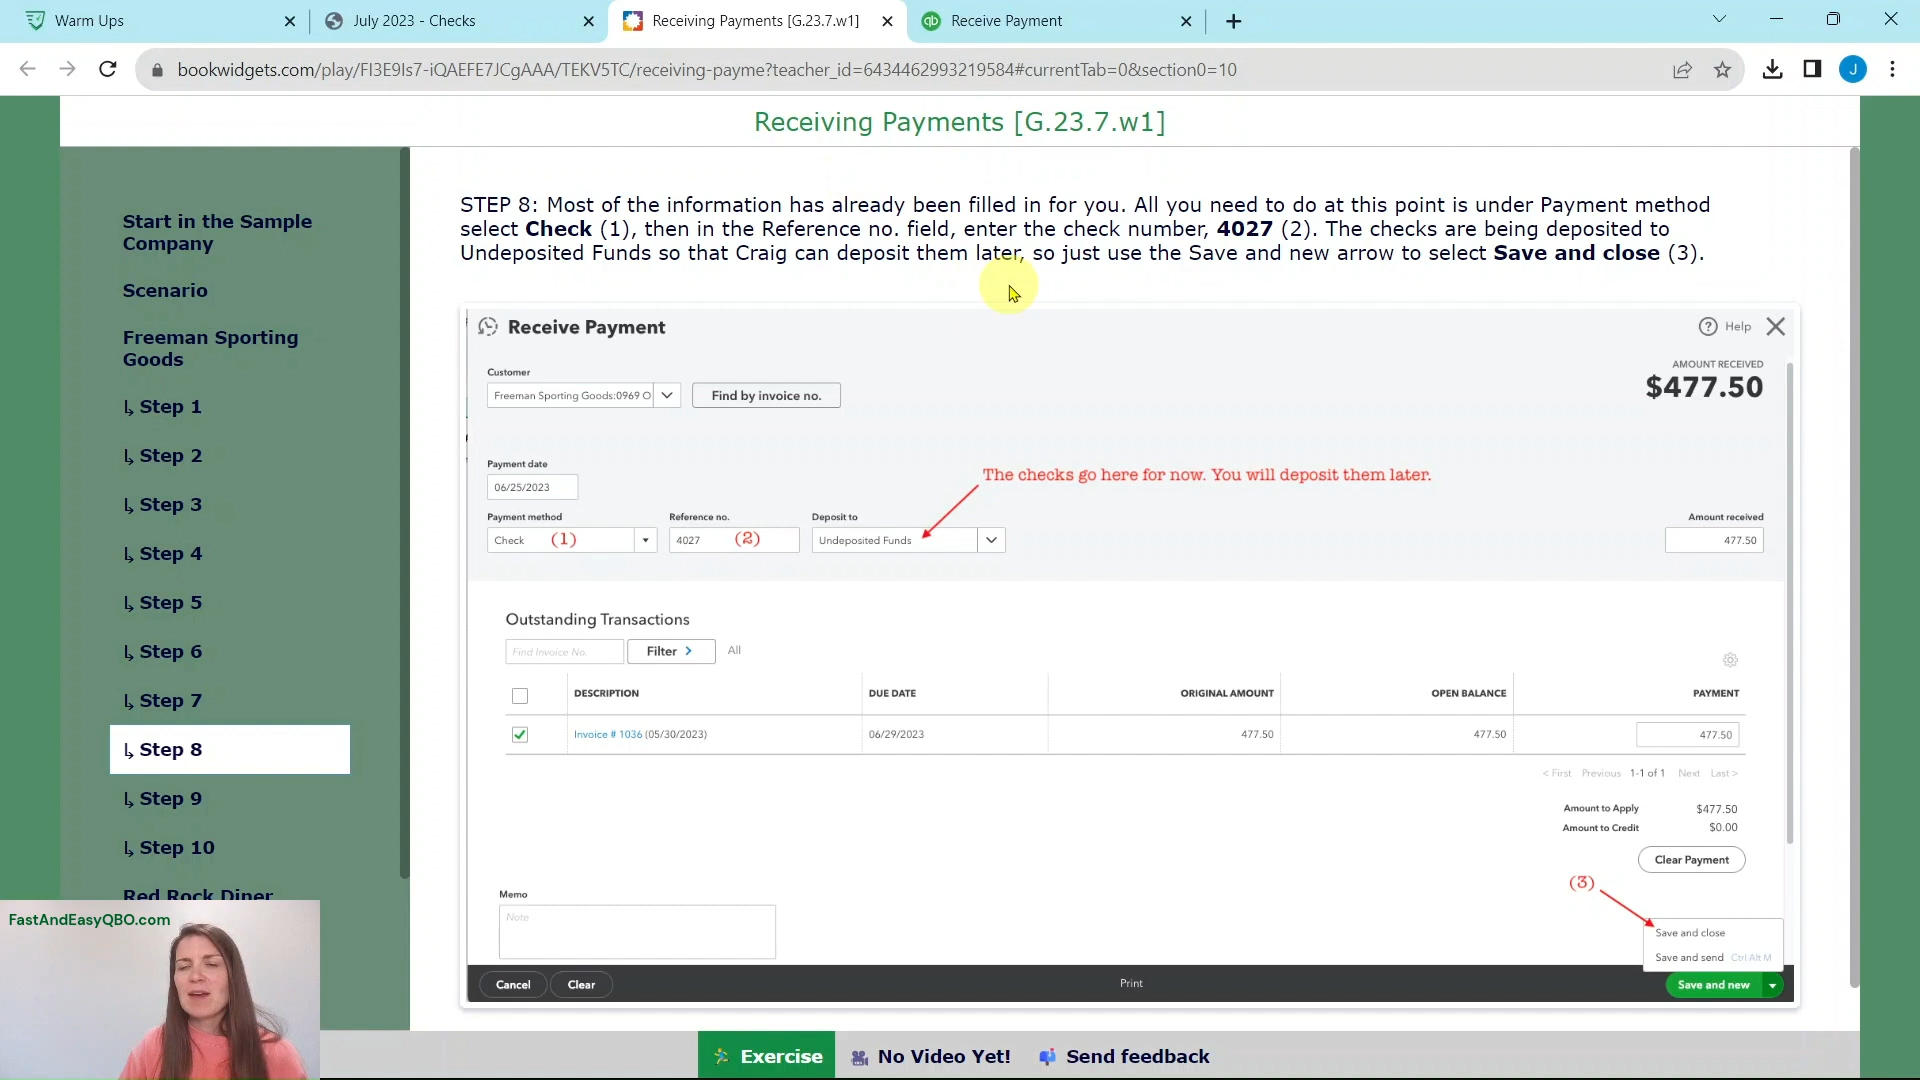 Warm Ups
July 2023 - Checks
Receiving Payments [G.23.7.w1]
Receive Payment
bookwidgets.com/play/FI3E9Is7-iQAEFE7JCgAAA/TEKV5TC/receiving-payme?teacher_id=6434462993219584#currentTab=0&section0=10
J
Receiving Payments [G.23.7.w1]
Start in the Sample
Company
Scenario
Freeman Sporting
Goods
Step 1
Step 2
Step 3
Step 4
Step 5
Step 6
Step 7
Step 8
Step 9
Step 10
Red Rock Diner
FastAndEasyQBO.com
STEP 8: Most of the information has already been filled in for you. All you need to do at this point is under Payment method
select Check (1), then in the Reference no. field, enter the check number, 4027 (2). The checks are being deposited to
Undeposited Funds so that Craig can deposit them later, so just use the Save and new arrow to select Save and close (3).
Receive Payment
Help
Customer
AMOUNT RECEIVED
$477.50
Freeman Sporting Goods:0969 O
Find by invoice no.
Payment date
06/25/2023
The checks go here for now. You will deposit them later.
Payment method Reference no. Deposit to Amount received
Check (1) 4027 (2) Undeposited Funds 477.50
Outstanding Transactions
Find Invoice No. Filter > All
DESCRIPTION DUE DATE ORIGINAL AMOUNT OPEN BALANCE PAYMENT
Invoice # 1036 (05/30/2023) 06/29/2023 477.50 477.50 477.50
< First Previous 1-1 of 1 Next Last >
Amount to Apply $477.50
Amount to Credit $0.00
Clear Payment
(3)
Memo
Note
Save and close
Save and send Ctrl Alt M
Cancel Clear Print Save and new
Exercise No Video Yet! Send feedback